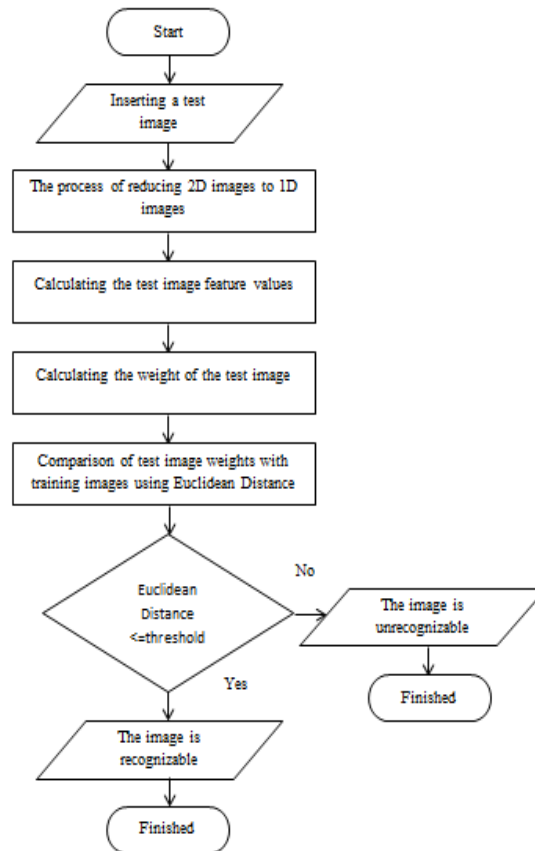 Start
Inserting a test
image
The process of reducing 2D images to 1D
images
Calculating the test image feature values
Calculating the weight of the test image
Comparison of test image weights with
training images using Euclidean Distance
Euclidean
Distance
<=threshold
No
The image is
unrecognizable
Finished
Yes
The image is
recognizable
Finished